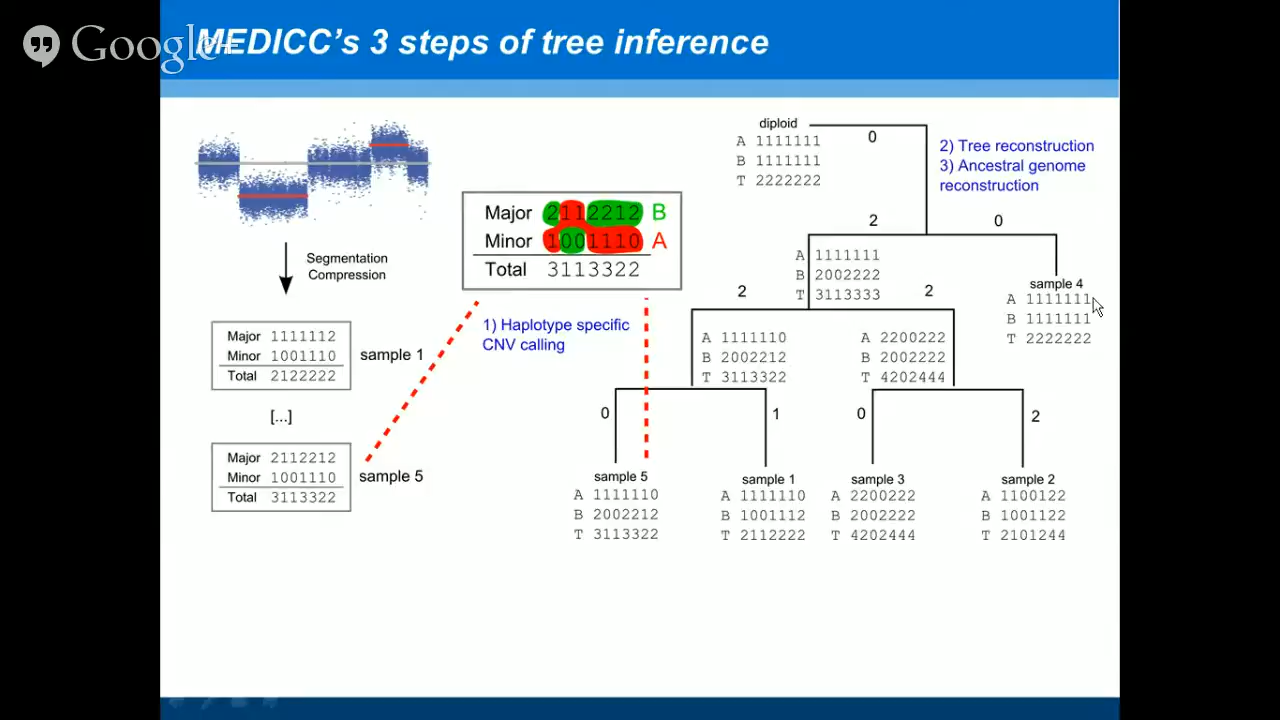 Google+
MEDICC's 3 steps of tree inference
Segmentation
Compression
Major 1111112
Minor 1001110
Total 2122222
sample 1
[...]
Major 2112212
Minor 1001110
Total 3113322
sample 5
Major 2112212 B
Minor 1001110 A
Total 3113322
1) Haplotype specific
CNV calling
2) Tree reconstruction
3) Ancestral genome
reconstruction
diploid
A 1111111
B 1111111
T 2222222
0
2
0
A 1111111
B 2002222
T 3113333
sample 4
A 1111111
B 1111111
T 2222222
2
2
A 1111110
B 2002212
T 3113322
A 2200222
B 2002222
T 4202444
0
1
0
2
sample 5
A 1111110
B 2002212
T 3113322
sample 1
A 1111110
B 1001112
T 2112222
sample 3
A 2200222
B 2002222
T 4202444
sample 2
A 1100122
B 1001122
T 2101244